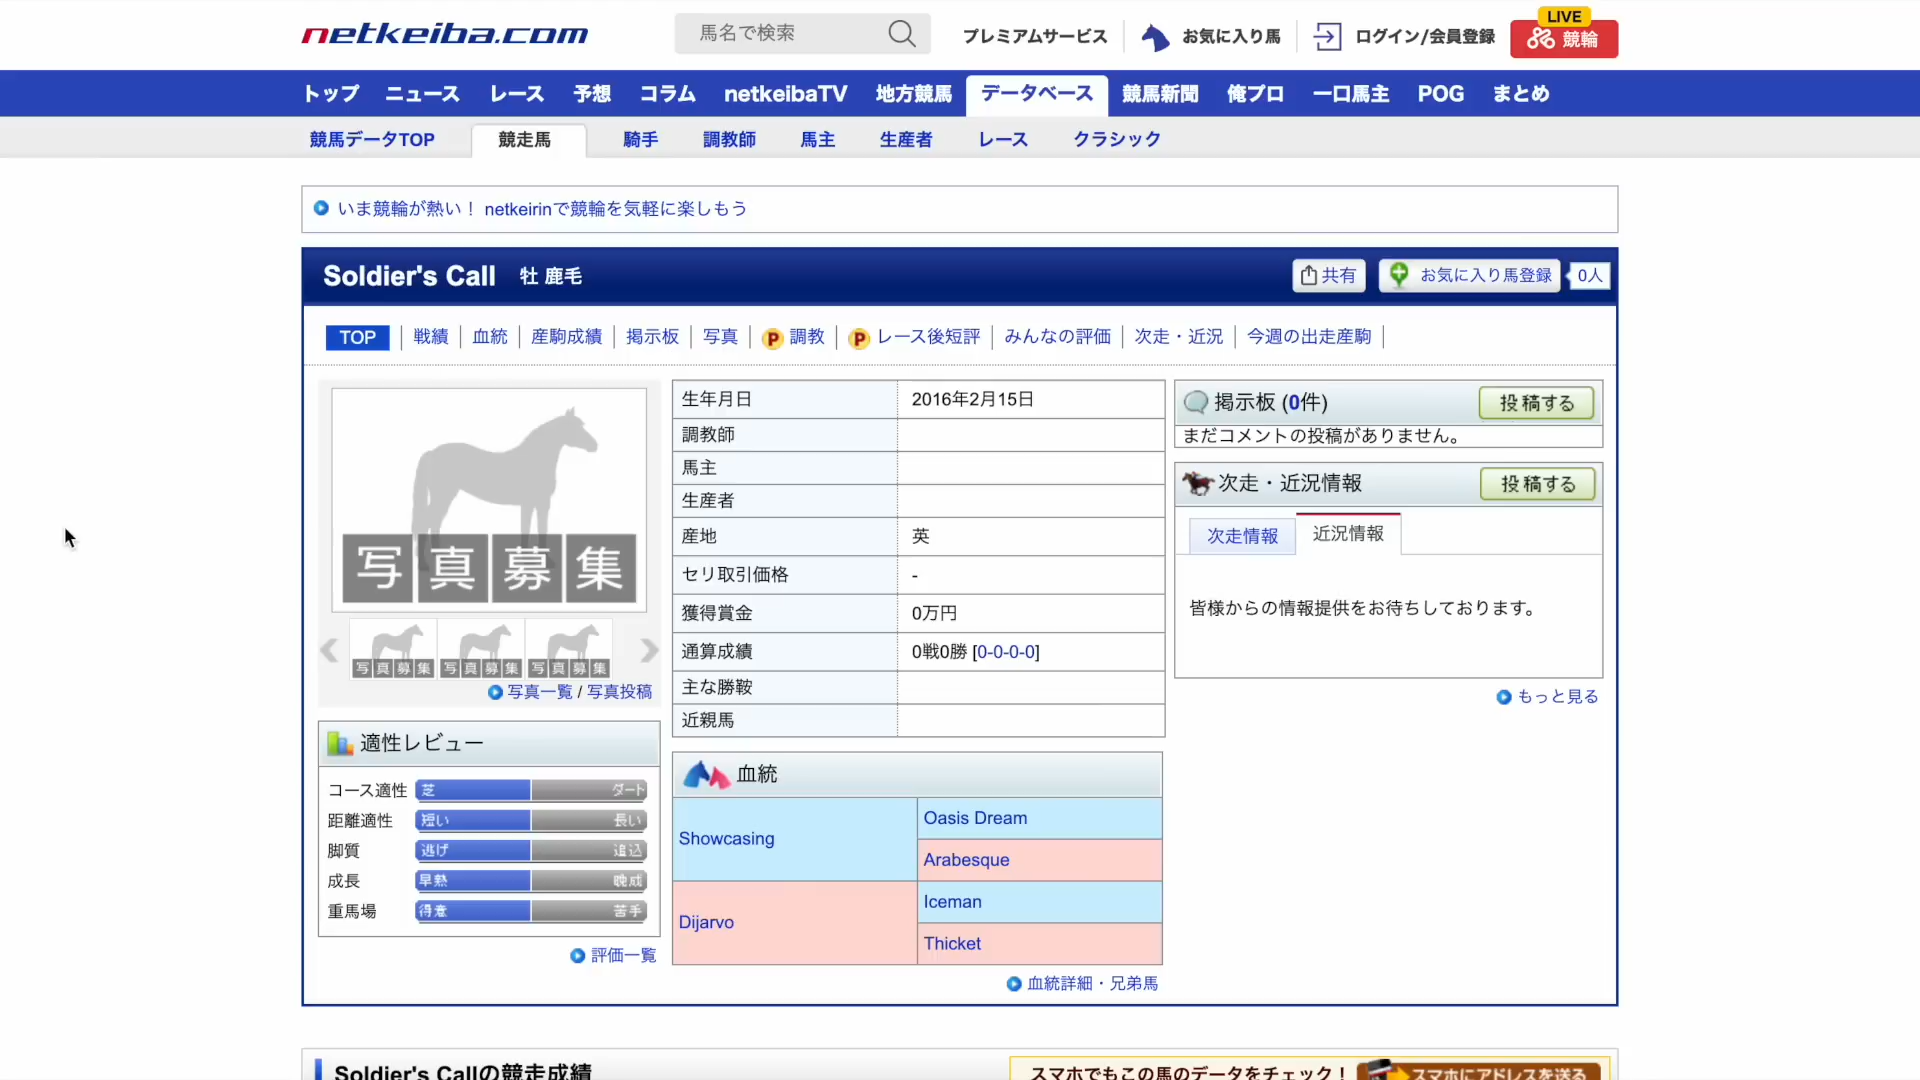 netkeiba.com
馬名で検索
プレミアムサービス
お気に入り馬
ログイン/会員登録
LIVE
競輪
トップ ニュース レース 予想 コラム netkeibaTV 地方競馬 データベース 競馬新聞 俺プロ 一口馬主 POG まとめ
競馬データTOP 競走馬 騎手 調教師 馬主 生産者 レース クラシック
いま競輪が熱い！ netkeirinで競輪を気軽に楽しもう
Soldier's Call 牡 鹿毛
共有
お気に入り馬登録
0人
TOP 戦績 血統 産駒成績 掲示板 写真 P 調教 P レース後短評 みんなの評価 次走・近況 今週の出走産駒
写真募集
写真募集 写真募集 写真募集
写真一覧 / 写真投稿
適性レビュー
コース適性 芝 ダート
距離適性 短い 長い
脚質 逃げ 追込
成長 早熟 晩成
重馬場 得意 苦手
評価一覧
生年月日 2016年2月15日
調教師
馬主
生産者
産地 英
セリ取引価格 -
獲得賞金 0万円
通算成績 0戦0勝 [0-0-0-0]
主な勝鞍
近親馬
血統
Showcasing
Oasis Dream
Arabesque
Dijarvo
Iceman
Thicket
血統詳細・兄弟馬
掲示板 (0件)
投稿する
まだコメントの投稿がありません。
次走・近況情報
投稿する
次走情報 近況情報
皆様からの情報提供をお待ちしております。
もっと見る
Soldier's Callの競走成績
スマホでもこの馬のデータをチェック！
スマホにアドレスを送る